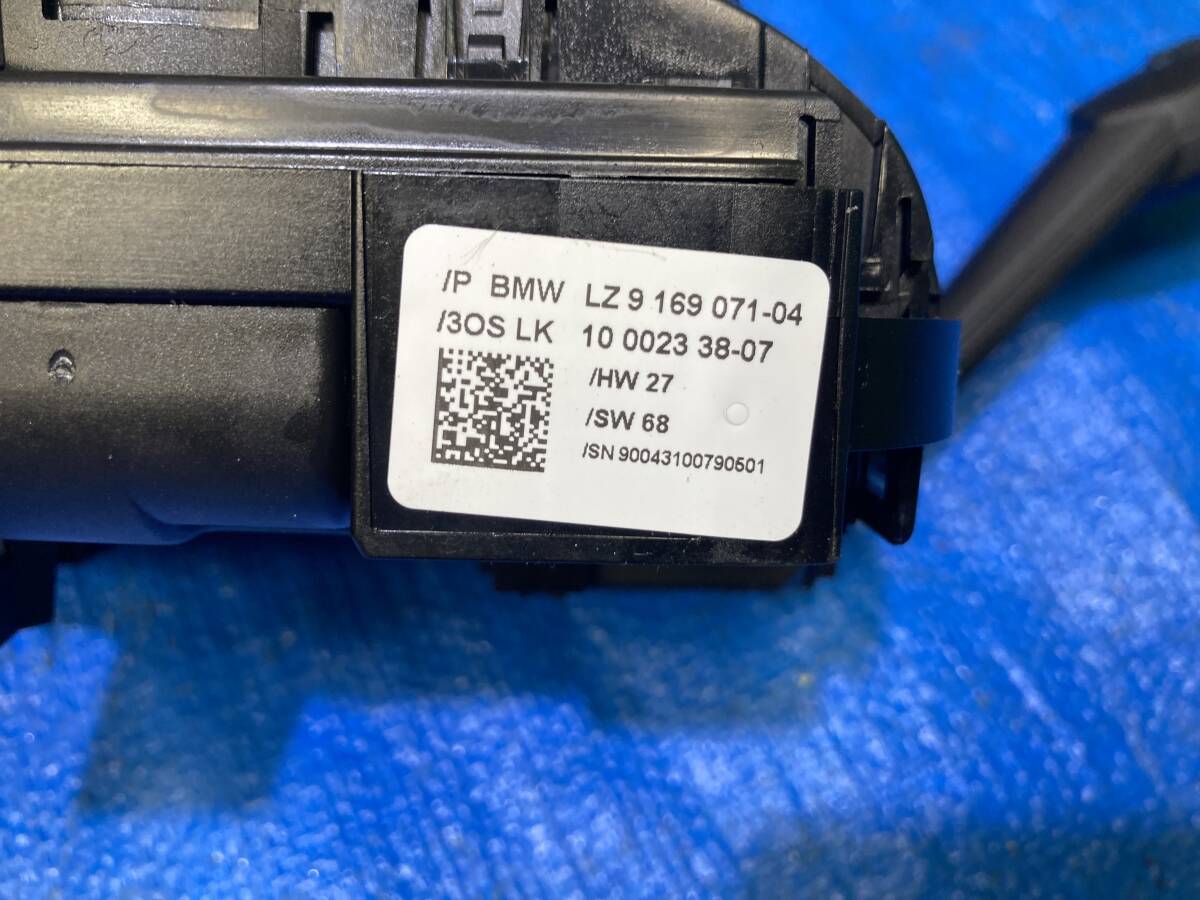 /P BMW LZ 9 169 071-04
/3OS LK 10 0023 38-07
/HW 27
/SW 68
/SN 90043100790501